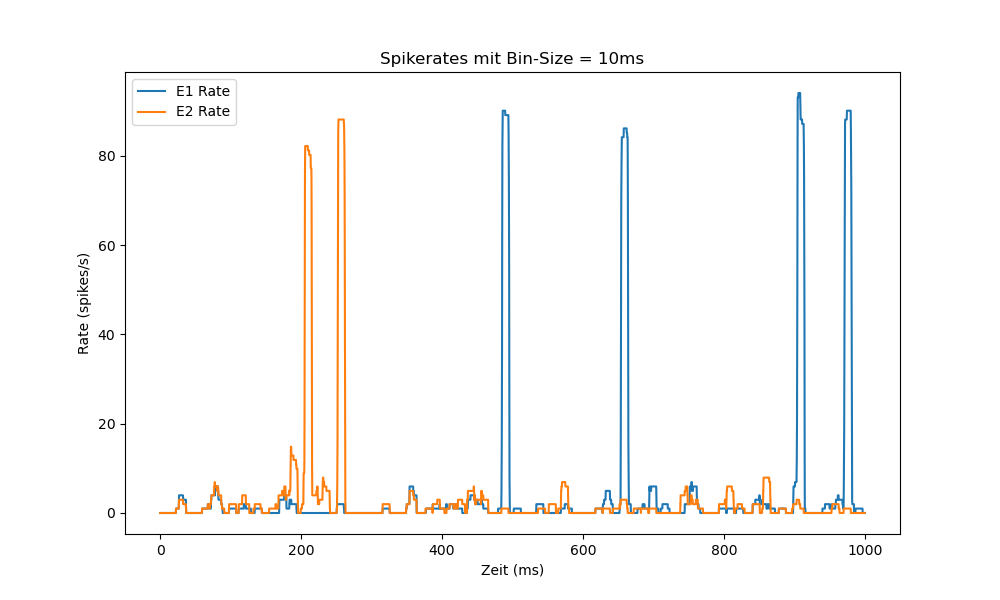 Spikerates mit Bin-Size = 10ms
E1 Rate
E2 Rate
80
60
40
20
0
Rate (spikes/s)
0 200 400 600 800 1000
Zeit (ms)